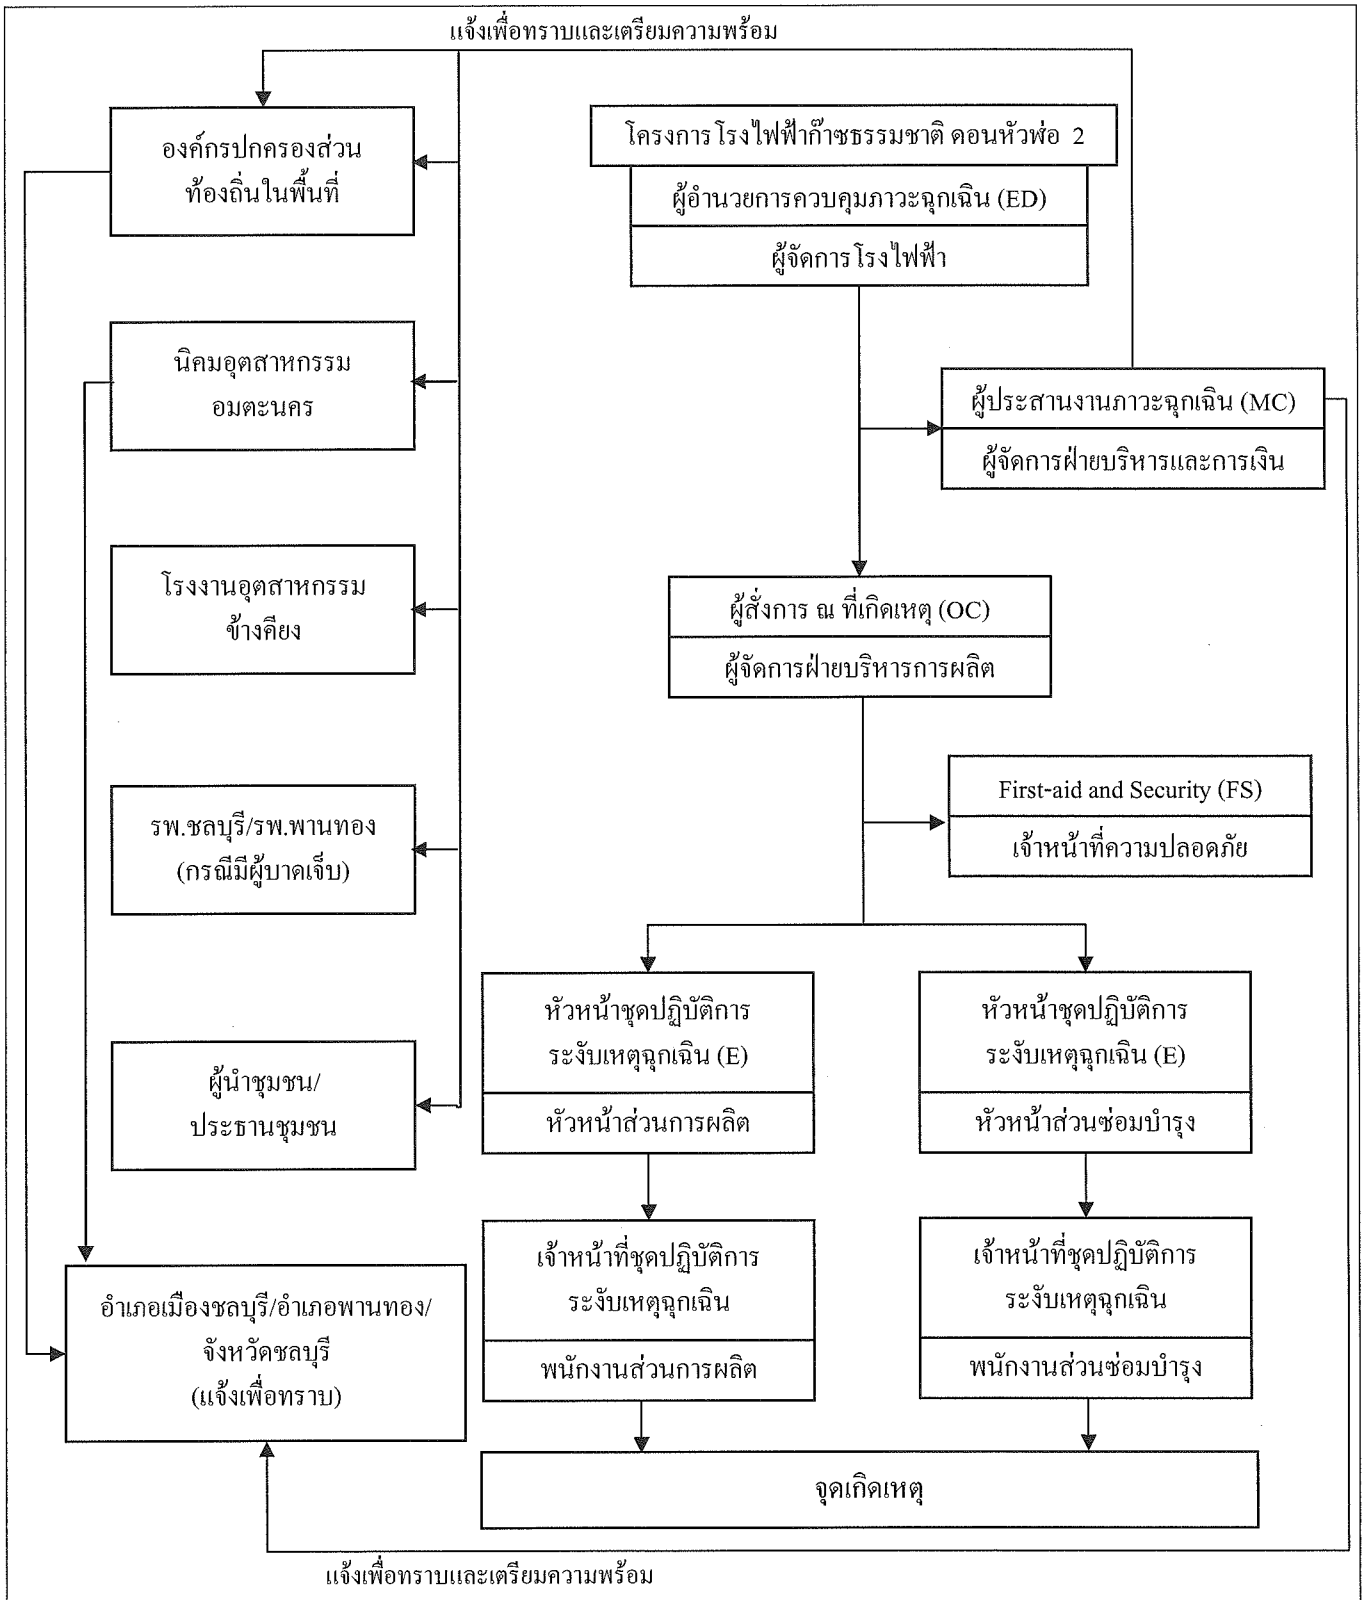 แจ้งเพื่อทราบและเตรียมความพร้อม
องค์กรปกครองส่วน
ท้องถิ่นในพื้นที่
โครงการโรงไฟฟ้าก๊าซธรรมชาติ ดอนหัวฬ่อ 2
ผู้อำนวยการควบคุมภาวะฉุกเฉิน (ED)
ผู้จัดการโรงไฟฟ้า
นิคมอุตสาหกรรม
อมตะนคร
ผู้ประสานงานภาวะฉุกเฉิน (MC)
ผู้จัดการฝ่ายบริหารและการเงิน
โรงงานอุตสาหกรรม
ข้างคียง
ผู้สั่งการ ณ ที่เกิดเหตุ (OC)
ผู้จัดการฝ่ายบริหารการผลิต
รพ.ชลบุรี/รพ.พานทอง
(กรณีมีผู้บาดเจ็บ)
First-aid and Security (FS)
เจ้าหน้าที่ความปลอดภัย
หัวหน้าชุดปฏิบัติการ
ระงับเหตุฉุกเฉิน (E)
หัวหน้าส่วนการผลิต
หัวหน้าชุดปฏิบัติการ
ระงับเหตุฉุกเฉิน (E)
หัวหน้าส่วนซ่อมบำรุง
ผู้นำชุมชน/
ประธานชุมชน
เจ้าหน้าที่ชุดปฏิบัติการ
ระงับเหตุฉุกเฉิน
พนักงานส่วนการผลิต
เจ้าหน้าที่ชุดปฏิบัติการ
ระงับเหตุฉุกเฉิน
พนักงานส่วนซ่อมบำรุง
อำเภอเมืองชลบุรี/อำเภอพานทอง/
จังหวัดชลบุรี
(แจ้งเพื่อทราบ)
จุดเกิดเหตุ
แจ้งเพื่อทราบและเตรียมความพร้อม